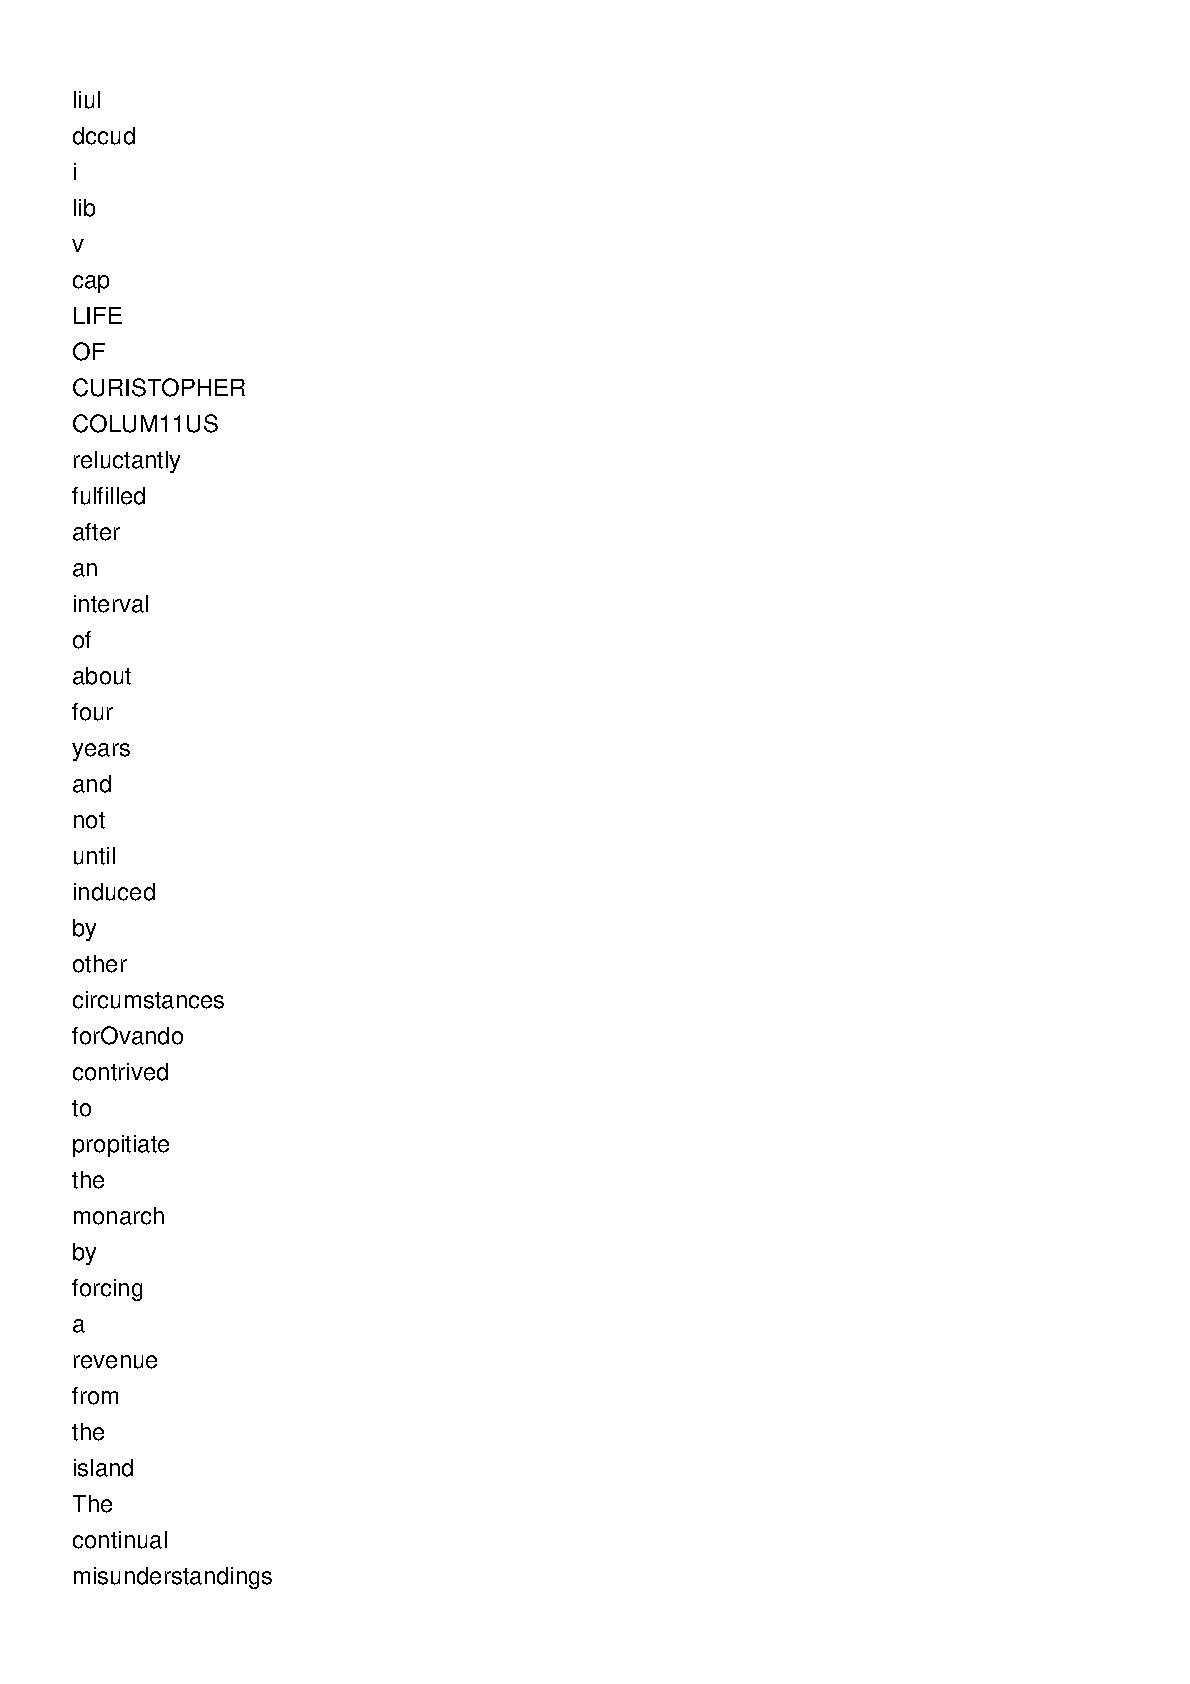 liul
dccud
i
lib
v
cap
LIFE
OF
CURISTOPHER
COLUM11US
reluctantly
fulfilled
after
an
interval
of
about
four
years
and
not
until
induced
by
other
circumstances
forOvando
contrived
to
propitiate
the
monarch
by
forcing
a
revenue
from
the
island
The
continual
misunderstandings